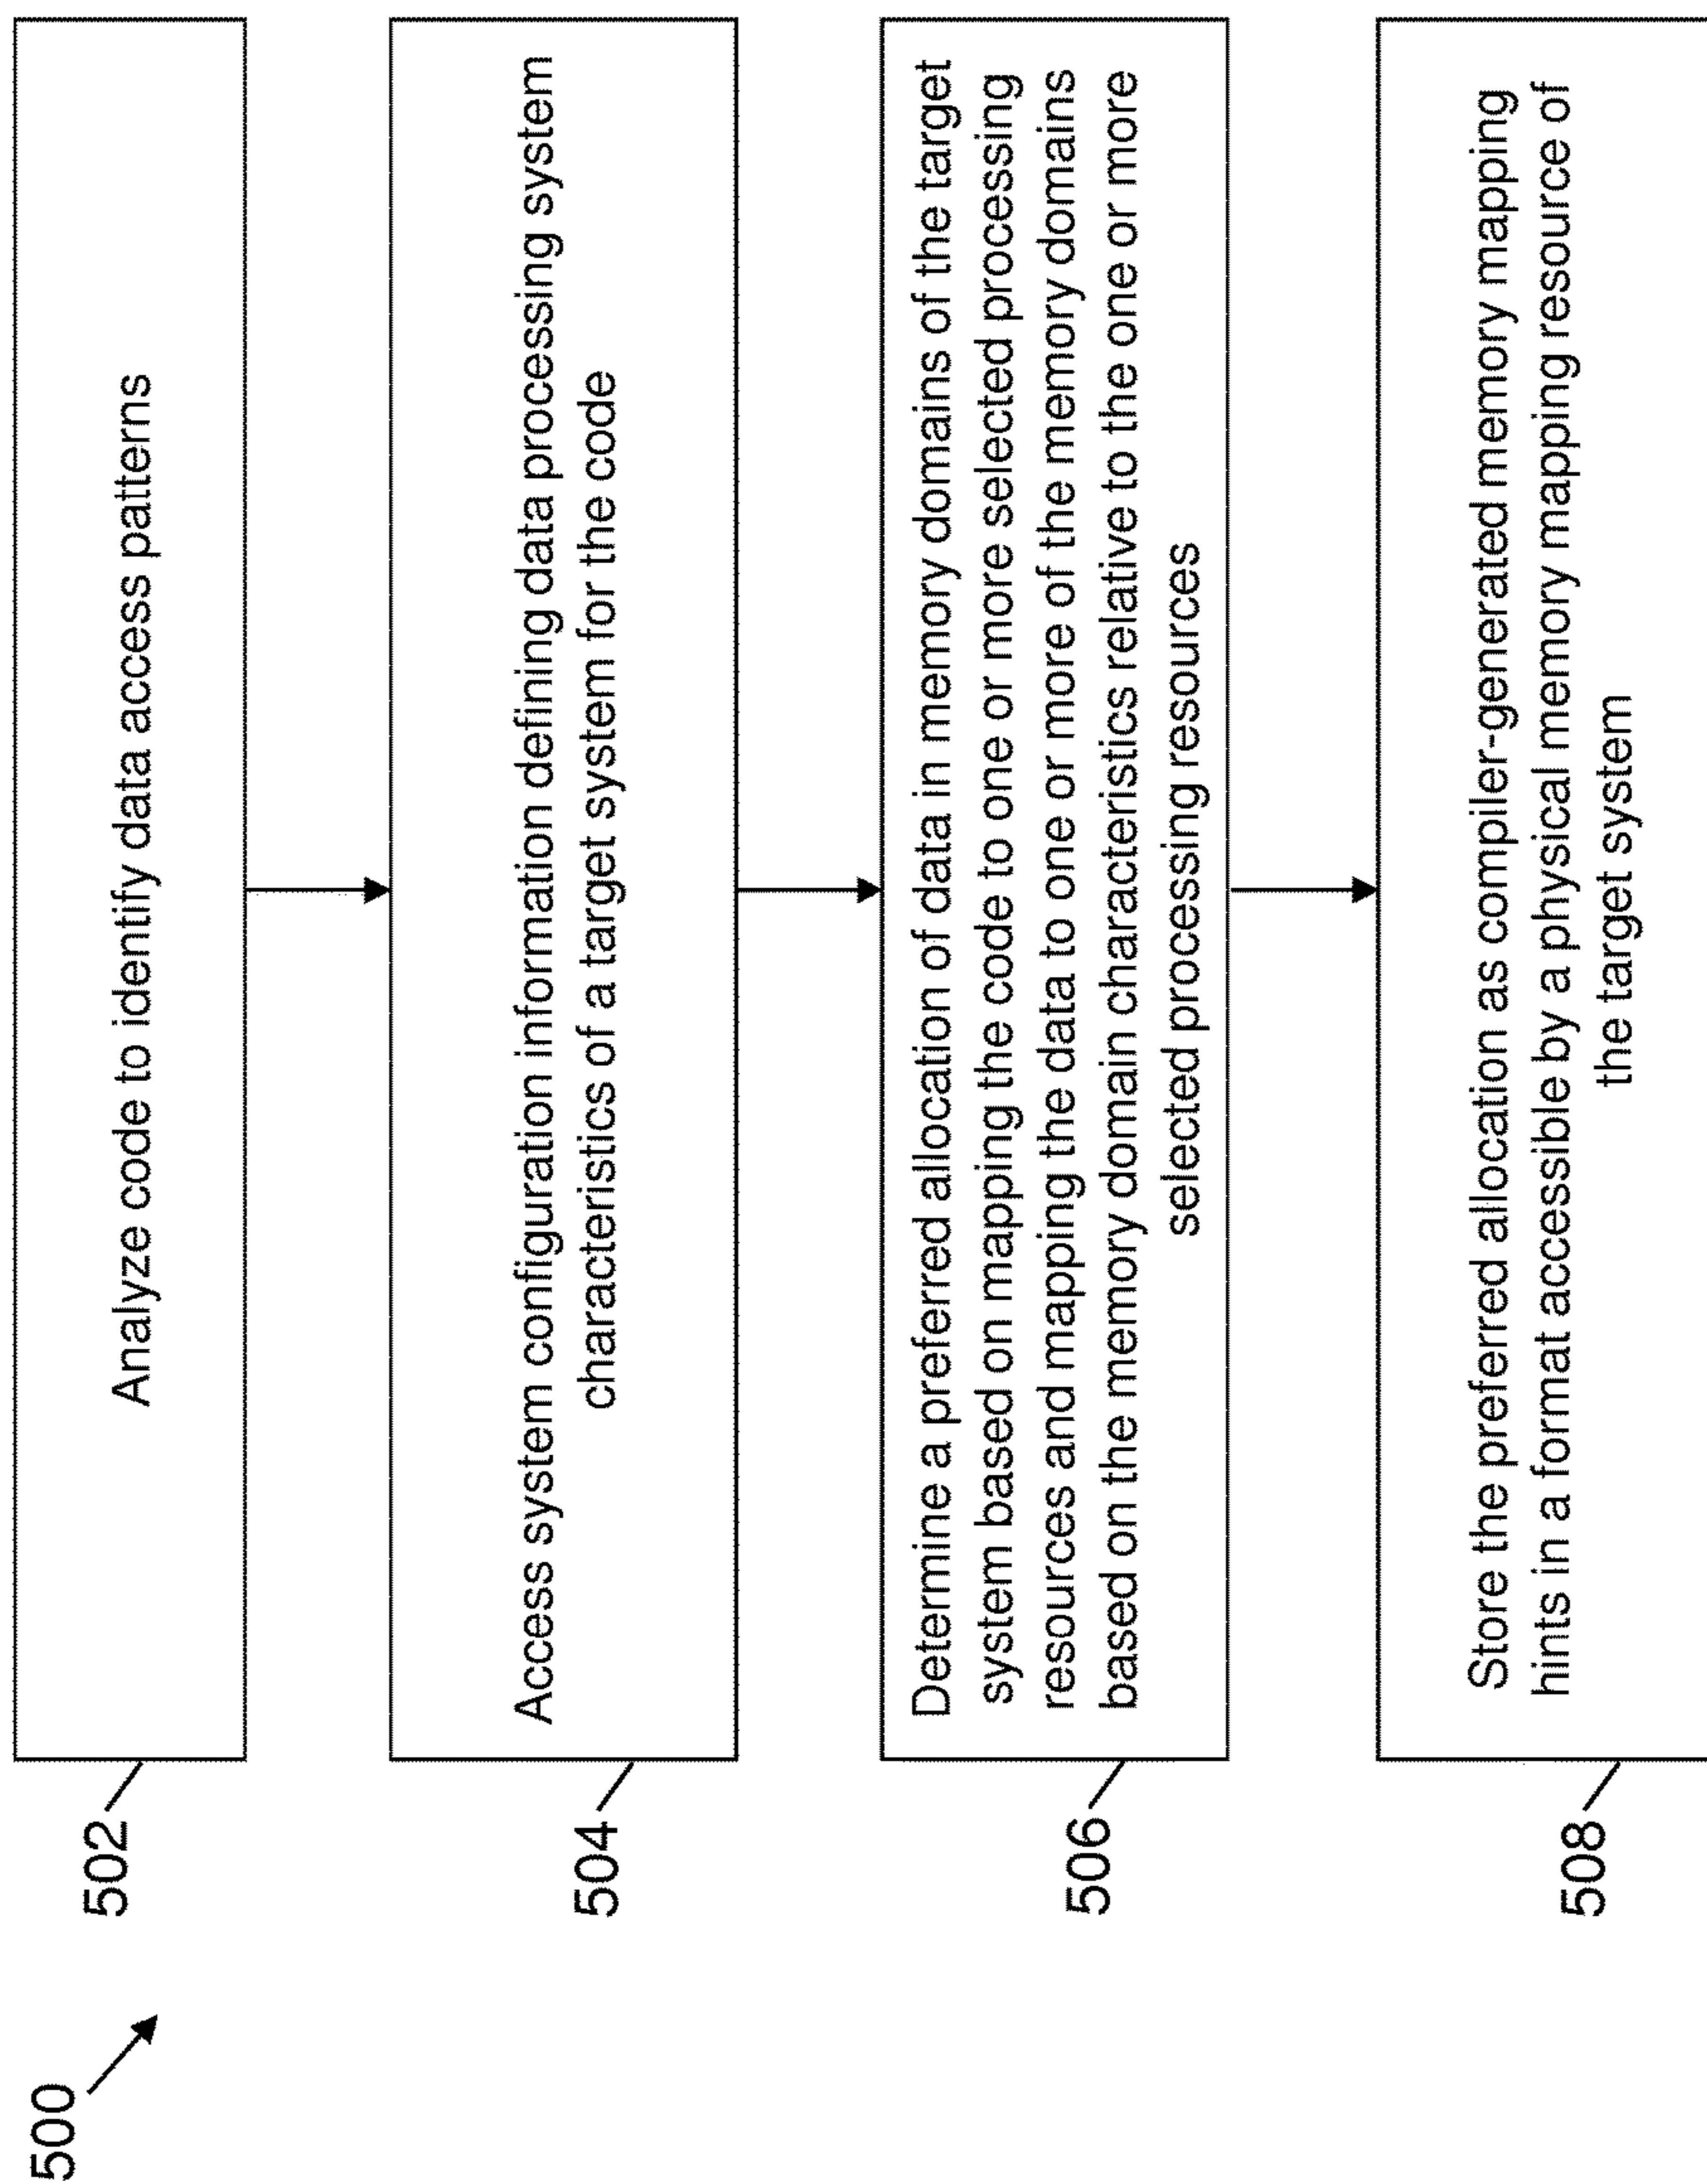 500
502
Analyze code to identify data access patterns
504
Access system configuration information defining data processing system
characteristics of a target system for the code
506
Determine a preferred allocation of data in memory domains of the target
system based on mapping the code to one or more selected processing
resources and mapping the data to one or more of the memory domains
based on the memory domain characteristics relative to the one or more
selected processing resources
508
Store the preferred allocation as compiler-generated memory mapping
hints in a format accessible by a physical memory mapping resource of
the target system